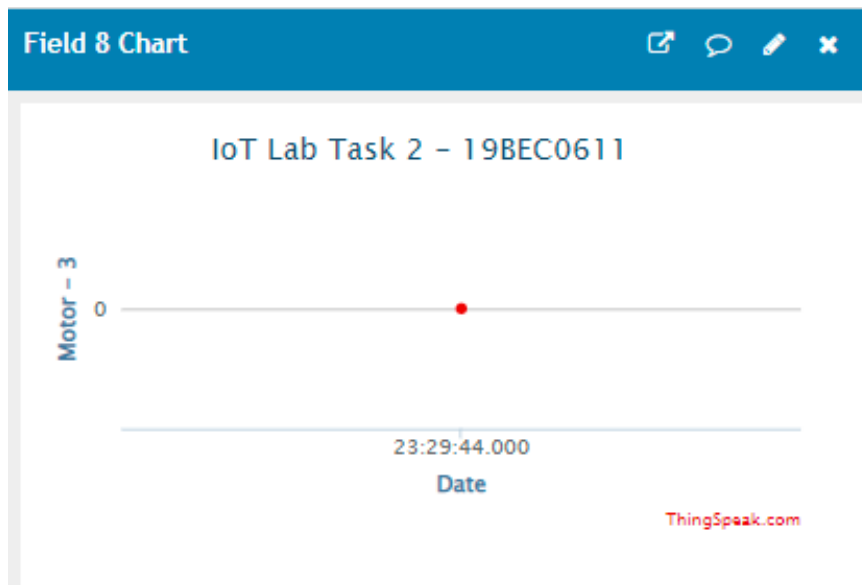 Field 8 Chart
IoT Lab Task 2 - 19BEC0611
Motor - 3
0
23:29:44.000
Date
ThingSpeak.com